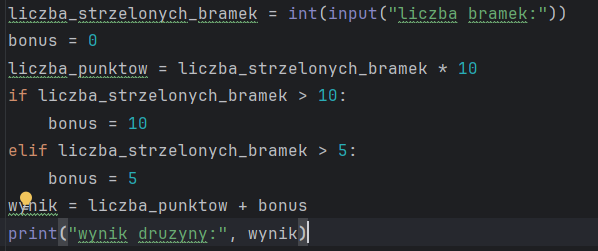 liczba_strzelonych_bramek = int(input("liczba bramek:"))
bonus = 0
liczba_punktow = liczba_strzelonych_bramek * 10
if liczba_strzelonych_bramek > 10:
    bonus = 10
elif liczba_strzelonych_bramek > 5:
    bonus = 5
wynik = liczba_punktow + bonus
print("wynik druzyny:", wynik)